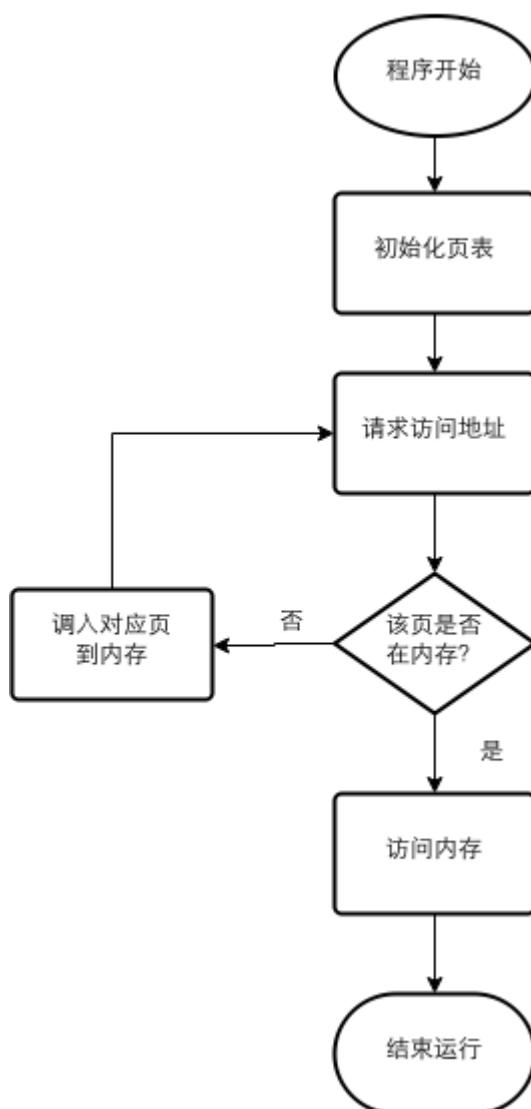 程序开始
初始化页表
请求访问地址
调入对应页
到内存
否
该页是否
在内存?
是
访问内存
结束运行